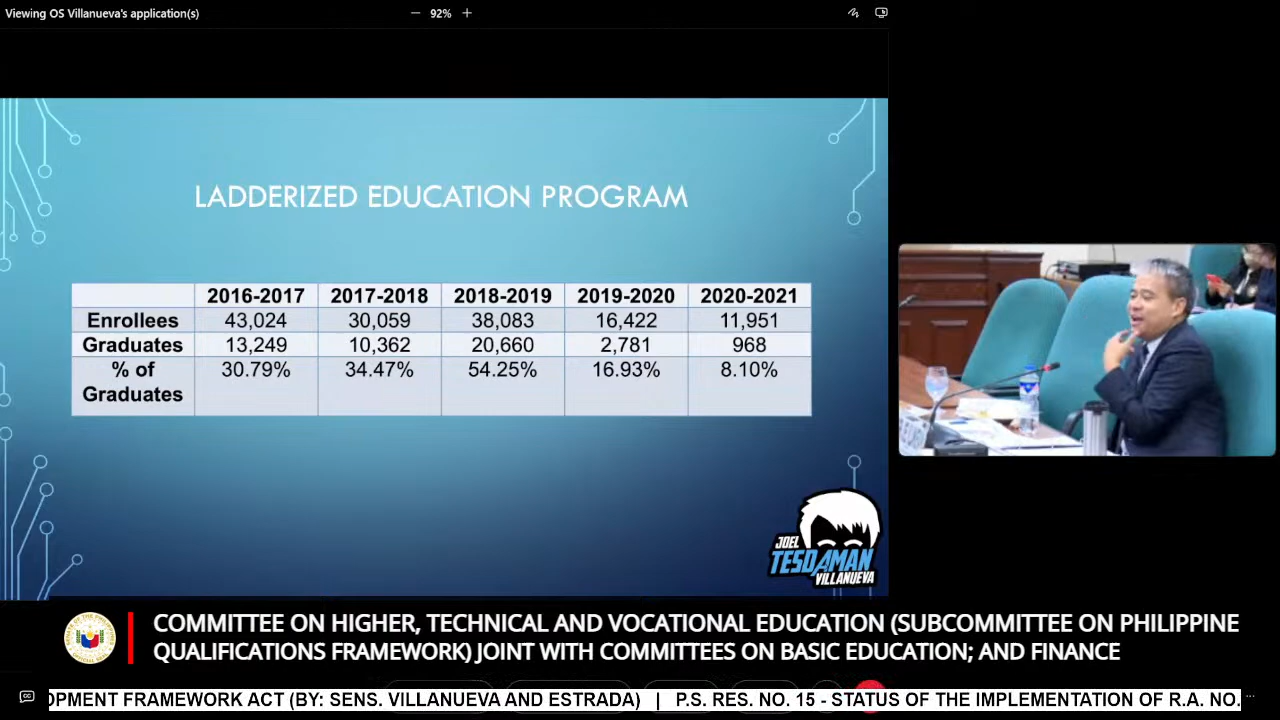 Viewing OS Villanueva's application(s)
92%
LADDERIZED EDUCATION PROGRAM
2016-2017 2017-2018 2018-2019 2019-2020 2020-2021
Enrollees 43,024 30,059 38,083 16,422 11,951
Graduates 13,249 10,362 20,660 2,781 968
% of Graduates 30.79% 34.47% 54.25% 16.93% 8.10%
JOEL
TESDAMAN
VILLANUEVA
COMMITTEE ON HIGHER, TECHNICAL AND VOCATIONAL EDUCATION (SUBCOMMITTEE ON PHILIPPINE
QUALIFICATIONS FRAMEWORK) JOINT WITH COMMITTEES ON BASIC EDUCATION; AND FINANCE
OPMENT FRAMEWORK ACT (BY: SENS. VILLANUEVA AND ESTRADA) | P.S. RES. NO. 15 - STATUS OF THE IMPLEMENTATION OF R.A. NO.